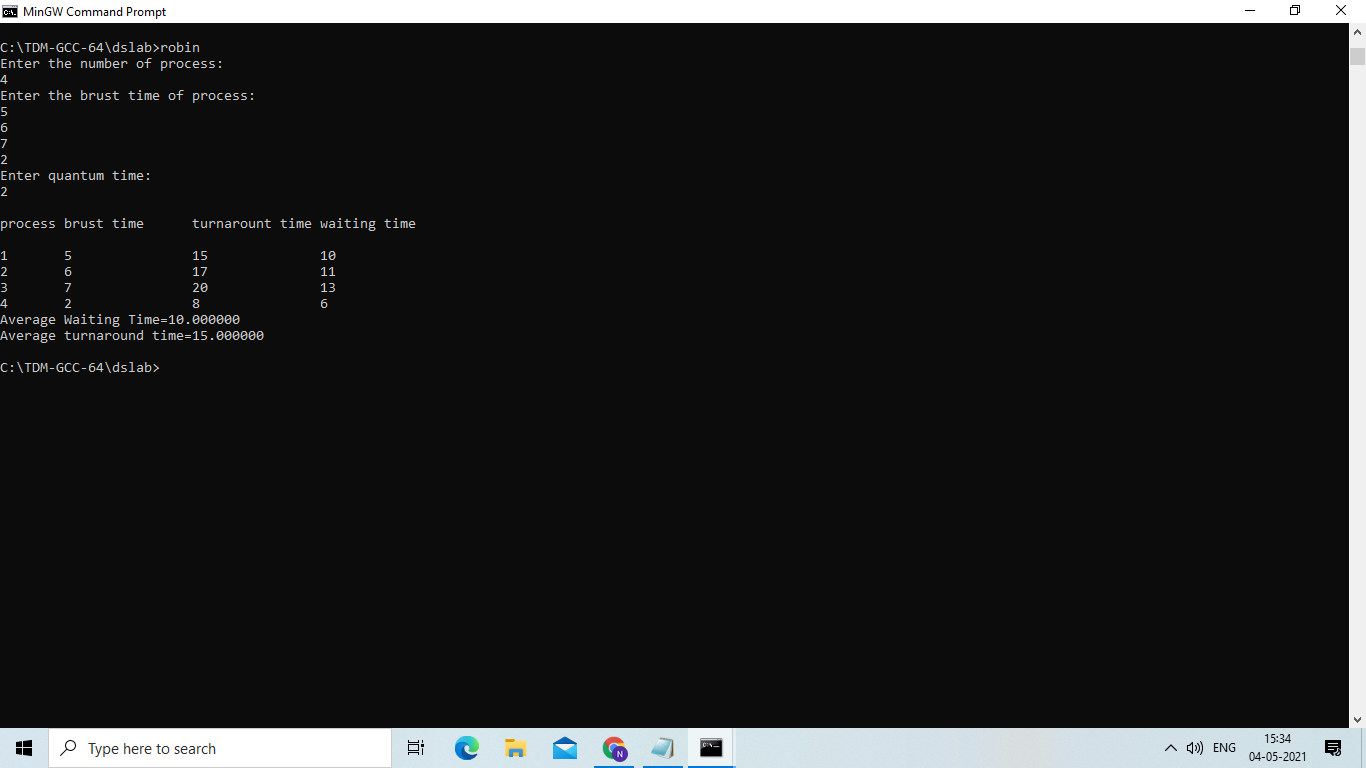 MinGW Command Prompt
C:\TDM-GCC-64\dslab>robin
Enter the number of process:
4
Enter the brust time of process:
5
6
7
2
Enter quantum time:
2
process brust time      turnarount time waiting time
1       5               15              10
2       6               17              11
3       7               20              13
4       2               8               6
Average Waiting Time=10.000000
Average turnaround time=15.000000
C:\TDM-GCC-64\dslab>
Type here to search
N
ENG
15:34
04-05-2021